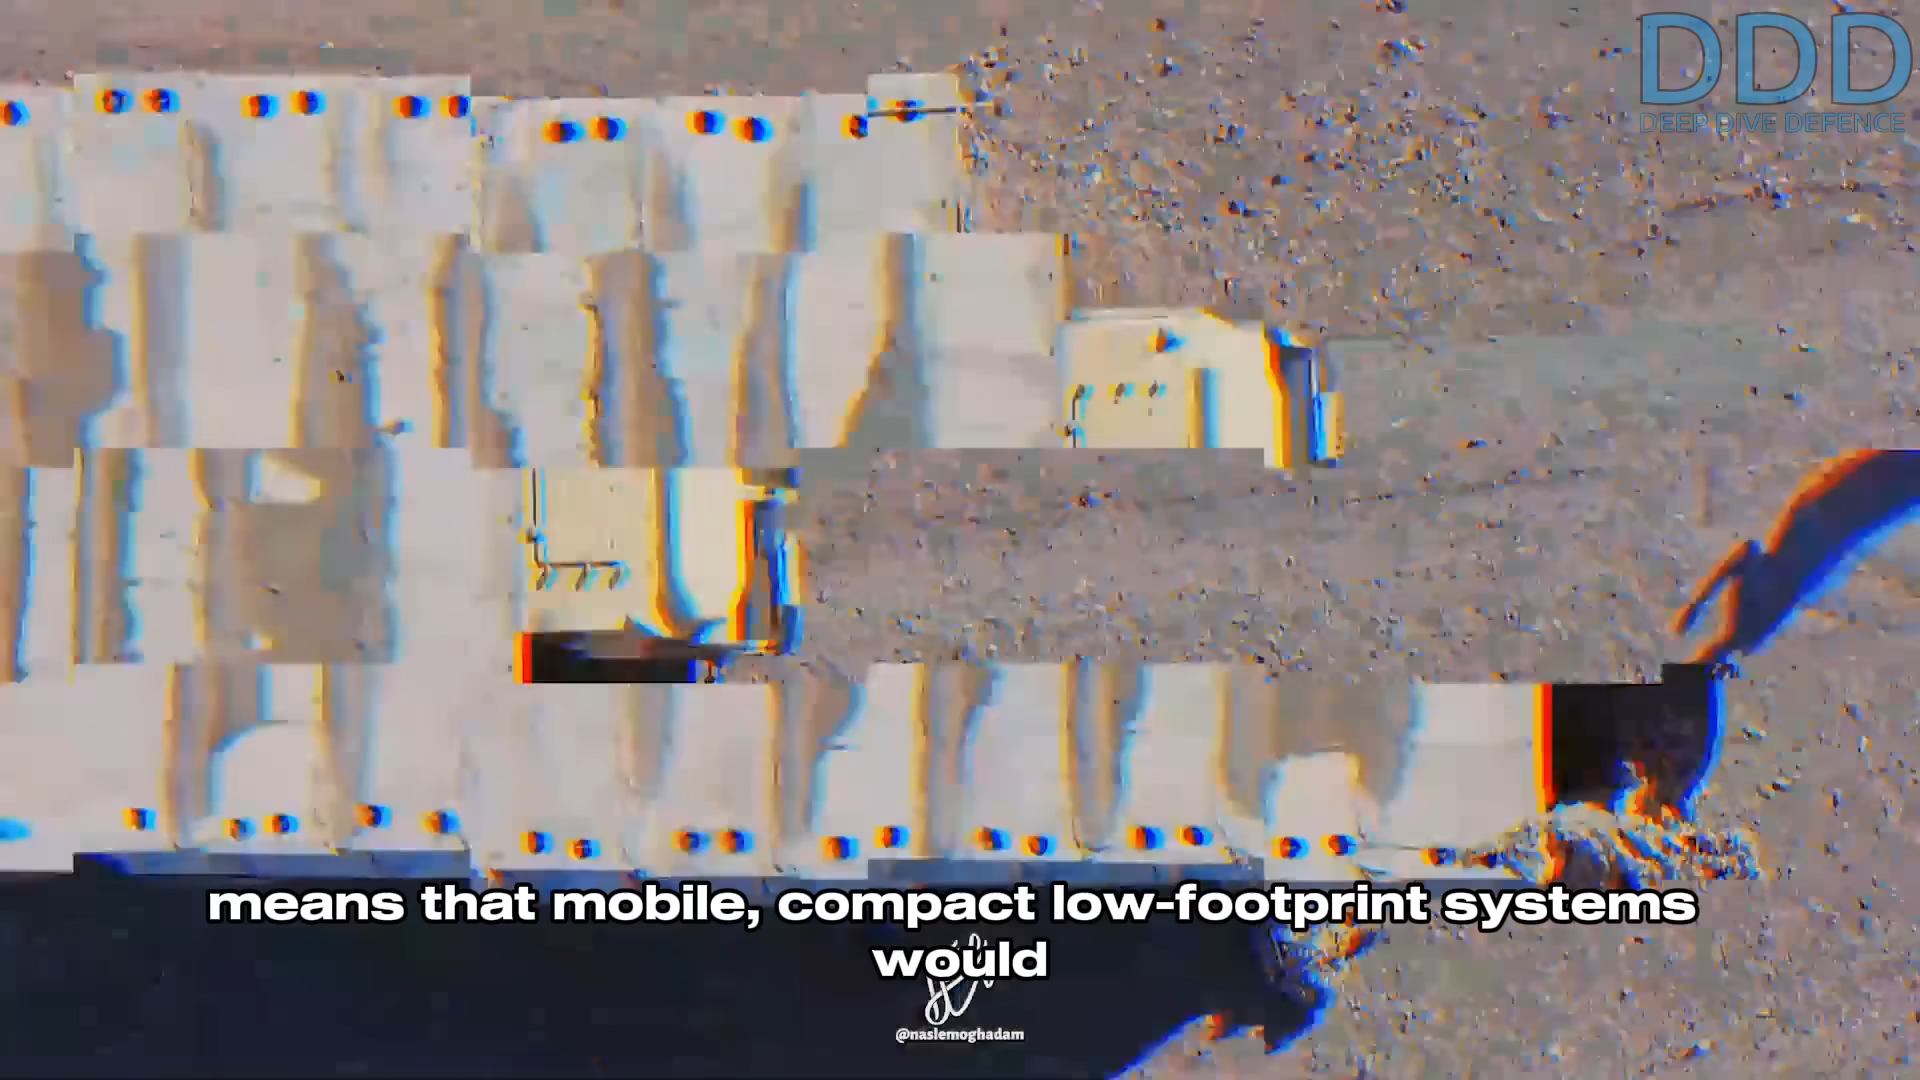 DDD
DEEP DIVE DEFENCE
means that mobile, compact low-footprint systems
would
@naslemoghadam